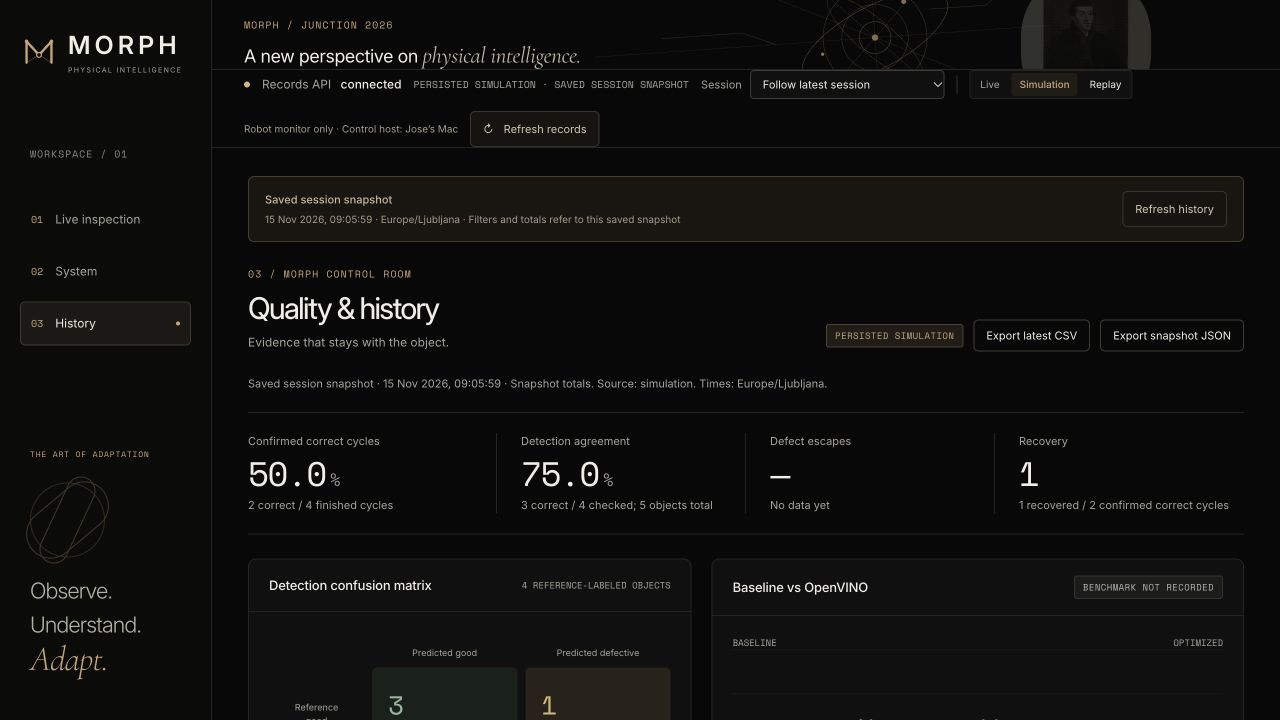 MORPH
PHYSICAL INTELLIGENCE
WORKSPACE / 01
01 Live inspection
02 System
03 History
THE ART OF ADAPTATION
Observe.
Understand.
Adapt.
MORPH / JUNCTION 2026
A new perspective on physical intelligence.
Records API connected PERSISTED SIMULATION · SAVED SESSION SNAPSHOT Session Follow latest session Live Simulation Replay
Robot monitor only · Control host: Jose's Mac Refresh records
Saved session snapshot
15 Nov 2026, 09:05:59 · Europe/Ljubljana · Filters and totals refer to this saved snapshot
Refresh history
03 / MORPH CONTROL ROOM
Quality & history
Evidence that stays with the object.
PERSISTED SIMULATION Export latest CSV Export snapshot JSON
Saved session snapshot · 15 Nov 2026, 09:05:59 · Snapshot totals. Source: simulation. Times: Europe/Ljubljana.
Confirmed correct cycles
50.0%
2 correct / 4 finished cycles
Detection agreement
75.0%
3 correct / 4 checked; 5 objects total
Defect escapes
—
No data yet
Recovery
1
1 recovered / 2 confirmed correct cycles
Detection confusion matrix 4 REFERENCE-LABELED OBJECTS
Predicted good Predicted defective
Reference
3 1
Baseline vs OpenVINO BENCHMARK NOT RECORDED
BASELINE OPTIMIZED